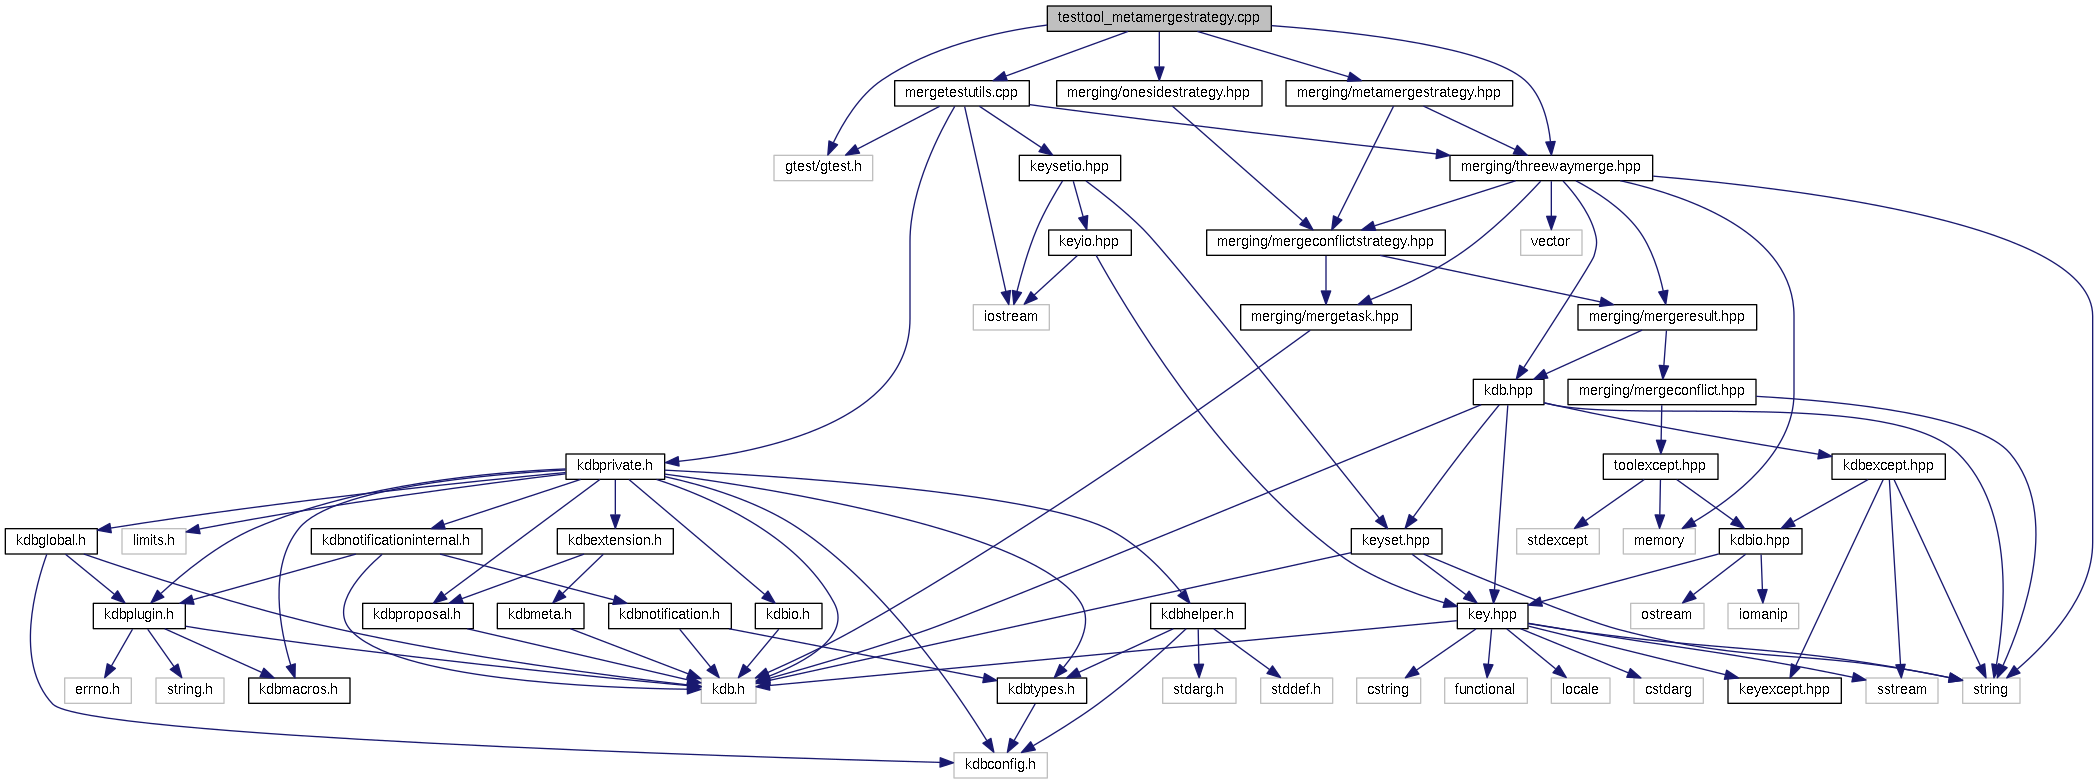 testtool_metamergestrategy.cpp
mergetestutils.cpp
merging/onesidestrategy.hpp
merging/metamergestrategy.hpp
gtest/gtest.h
keysetio.hpp
merging/threewaymerge.hpp
keyio.hpp
merging/mergeconflictstrategy.hpp
vector
iostream
merging/mergetask.hpp
merging/mergeresult.hpp
kdb.hpp
merging/mergeconflict.hpp
kdbprivate.h
toolexcept.hpp
kdbexcept.hpp
kdbglobal.h
limits.h
kdbnotificationinternal.h
kdbextension.h
keyset.hpp
stdexcept
memory
kdbio.hpp
kdbplugin.h
kdbproposal.h
kdbmeta.h
kdbnotification.h
kdbio.h
kdbhelper.h
key.hpp
ostream
iomanip
errno.h
string.h
kdbmacros.h
kdb.h
kdbtypes.h
stdarg.h
stddef.h
cstring
functional
locale
cstdarg
keyexcept.hpp
sstream
string
kdbconfig.h